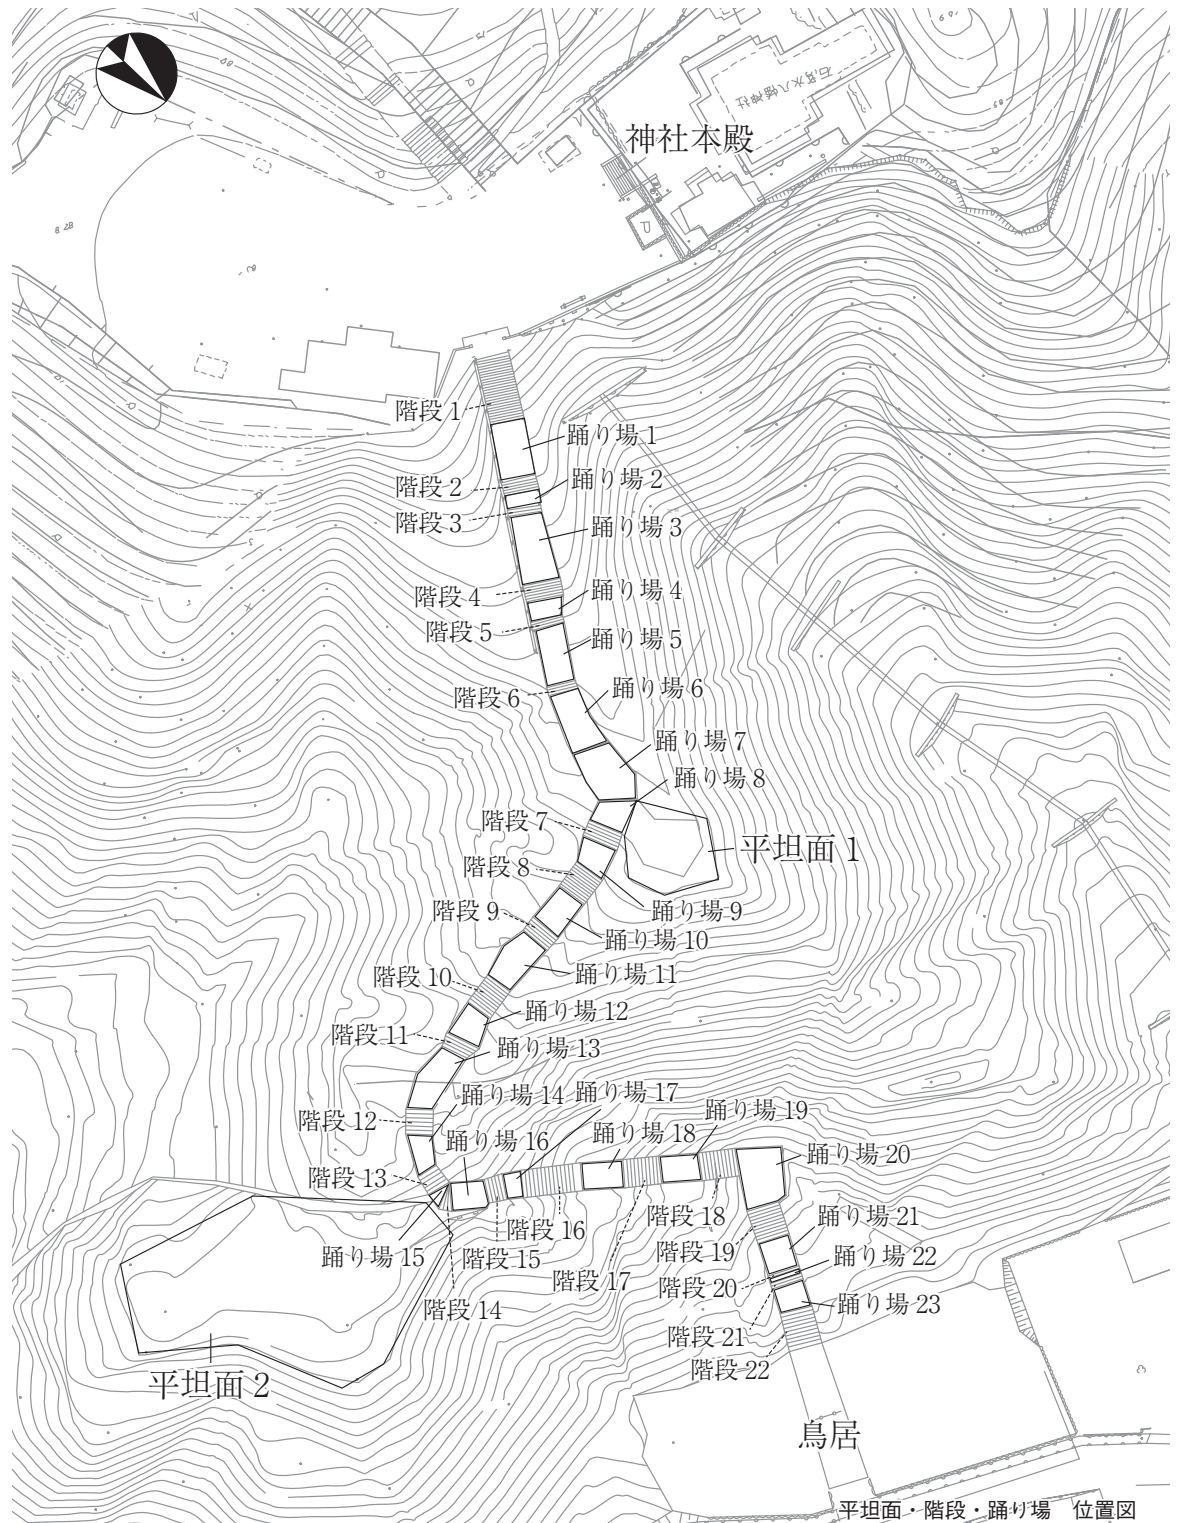 石清水八幡神社
神社本殿
階段 1
踊り場 1
階段 2
踊り場 2
階段 3
踊り場 3
階段 4
踊り場 4
階段 5
踊り場 5
階段 6
踊り場 6
踊り場 7
踊り場 8
階段 7
平坦面 1
階段 8
踊り場 9
階段 9
踊り場 10
踊り場 11
階段 10
踊り場 12
階段 11
踊り場 13
踊り場 14
踊り場 17
階段 12
踊り場 16
踊り場 18
踊り場 19
踊り場 20
階段 13
踊り場 15
階段 15
階段 16
階段 18
踊り場 21
階段 14
階段 17
階段 19
踊り場 22
階段 20
踊り場 23
階段 21
階段 22
平坦面 2
鳥居
平坦面・階段・踊り場　位置図